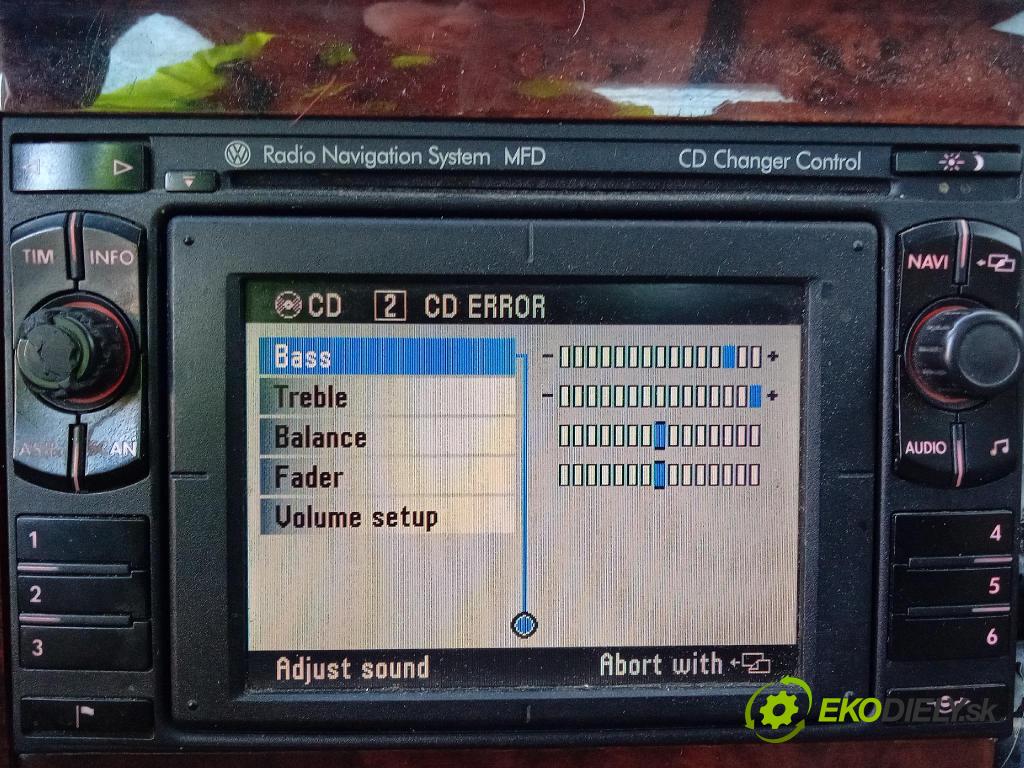 Radio Navigation System MFD
CD Changer Control
TIM
INFO
NAVI
AN
AUDIO
CD 2 CD ERROR
Bass - +
Treble - +
Balance
Fader
Volume setup
Adjust sound
Abort with
1
2
3
4
5
6
EKODIELY.sk